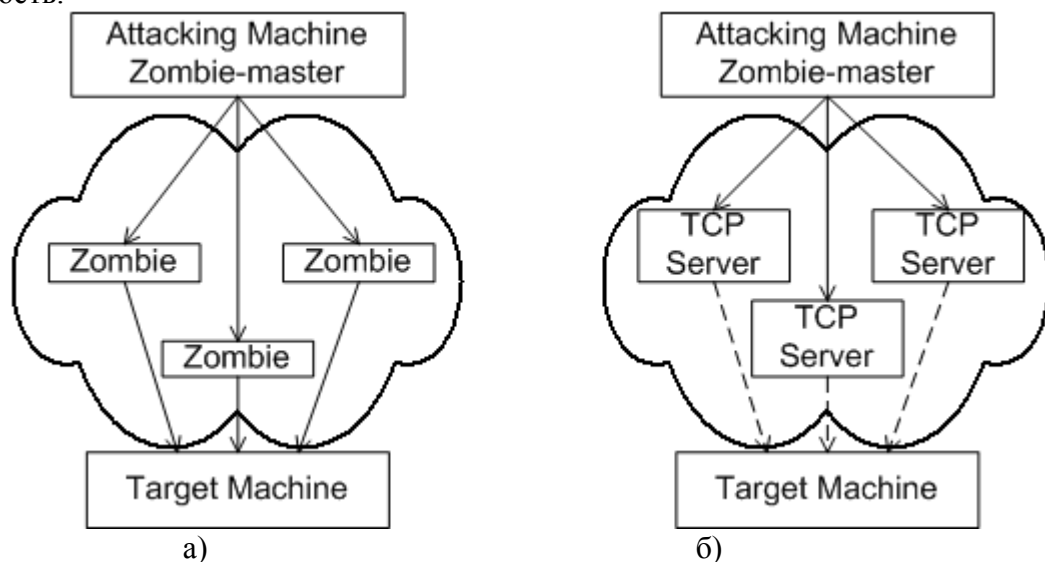 Attacking Machine
Zombie-master
Zombie
Zombie
Zombie
Target Machine
а)
Attacking Machine
Zombie-master
TCP
Server
TCP
Server
TCP
Server
Target Machine
б)